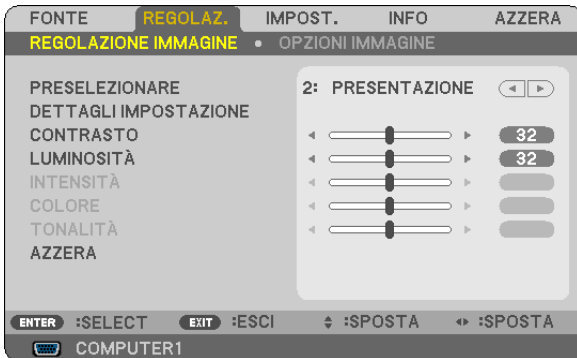 FONTE REGOLAZ. IMPOST. INFO AZZERA
REGOLAZIONE IMMAGINE • OPZIONI IMMAGINE
PRESELEZIONARE 2: PRESENTAZIONE
DETTAGLI IMPOSTAZIONE
CONTRASTO 32
LUMINOSITÀ 32
INTENSITÀ
COLORE
TONALITÀ
AZZERA
ENTER :SELECT EXIT :ESCI :SPOSTA :SPOSTA
COMPUTER1